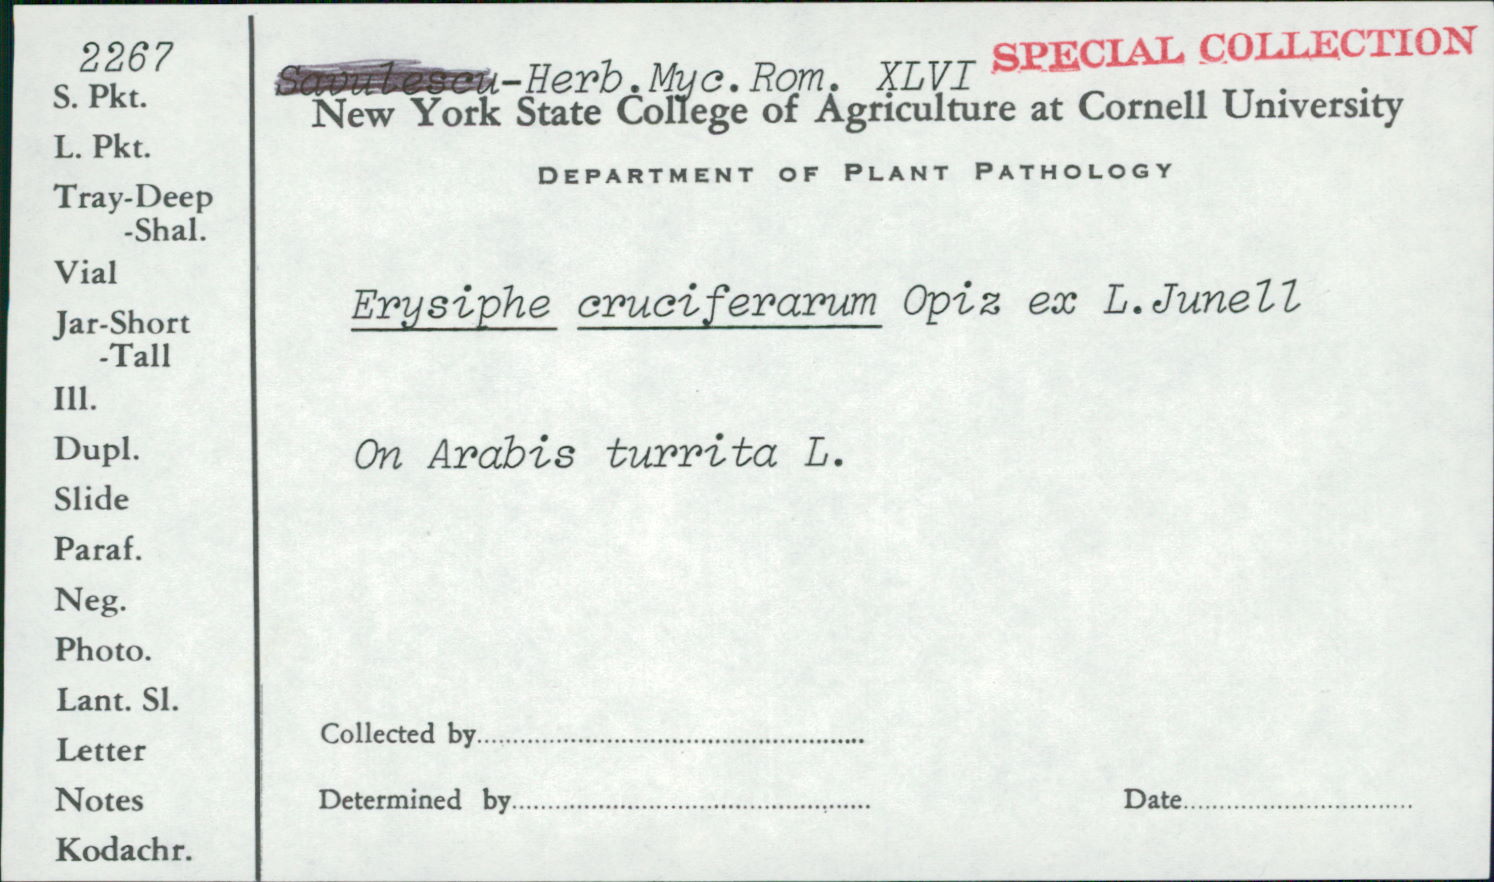 2267
S. Pkt.
L. Pkt.
Tray-Deep
-Shal.
Vial
Jar-Short
-Tall
Ill.
Dupl.
Slide
Paraf.
Neg.
Photo.
Lant. Sl.
Letter
Notes
Kodachr.
SPECIAL COLLECTION
Savulescu-Herb.Myc.Rom. XLVI
New York State College of Agriculture at Cornell University
DEPARTMENT OF PLANT PATHOLOGY
Erysiphe cruciferarum Opiz ex L.Junell
On Arabis turrita L.
Collected by
Determined by
Date